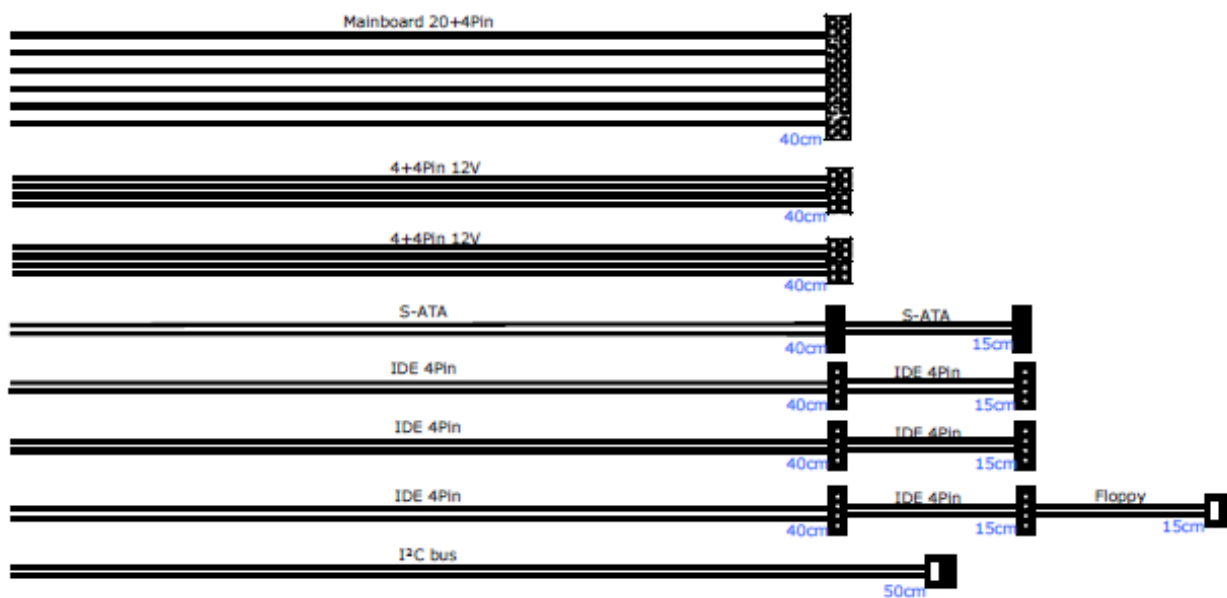 Mainboard 20+4Pin
40cm
4+4Pin 12V
40cm
4+4Pin 12V
40cm
S-ATA S-ATA
40cm 15cm
IDE 4Pin IDE 4Pin
40cm 15cm
IDE 4Pin IDE 4Pin
40cm 15cm
IDE 4Pin IDE 4Pin Floppy
40cm 15cm 15cm
I²C bus
50cm